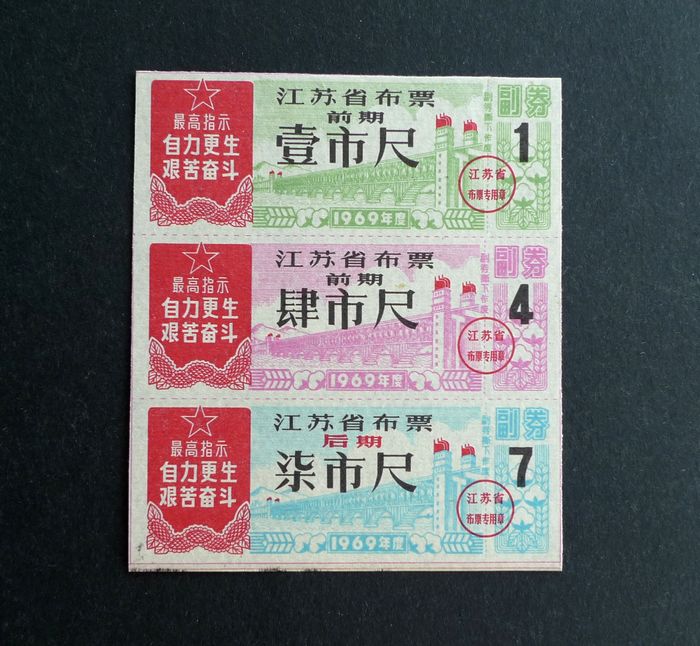 最高指示
自力更生
艰苦奋斗
江苏省布票
前期
壹市尺
1969年度
副券
1
江苏省
布票专用章
最高指示
自力更生
艰苦奋斗
江苏省布票
前期
肆市尺
1969年度
副券
4
江苏省
布票专用章
最高指示
自力更生
艰苦奋斗
江苏省布票
后期
柒市尺
1969年度
副券
7
江苏省
布票专用章